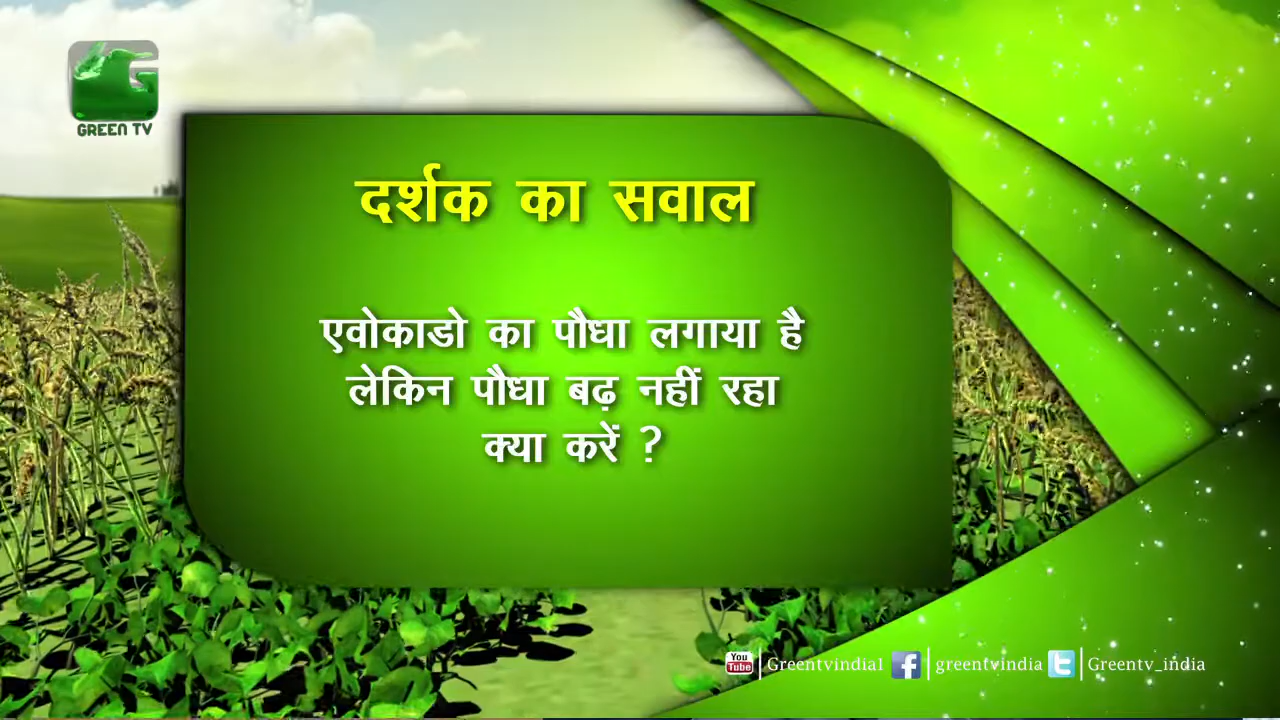 GREEN TV
दर्शक का सवाल
एवोकाडो का पौधा लगाया है
लेकिन पौधा बढ़ नहीं रहा
क्या करें ?
You Tube Greentvindia1 f greentvindia t Greentv_india